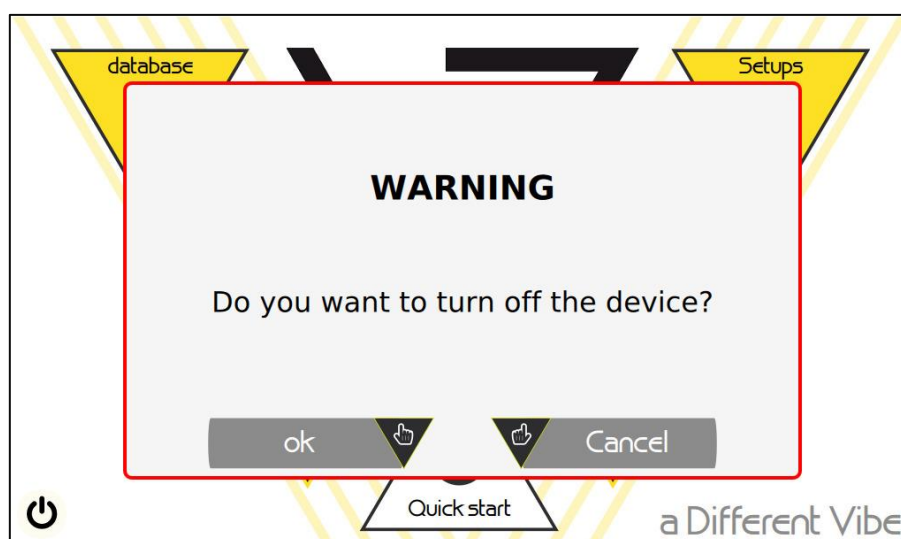 database
Setups
WARNING
Do you want to turn off the device?
ok
Cancel
Quick start
a Different Vibe